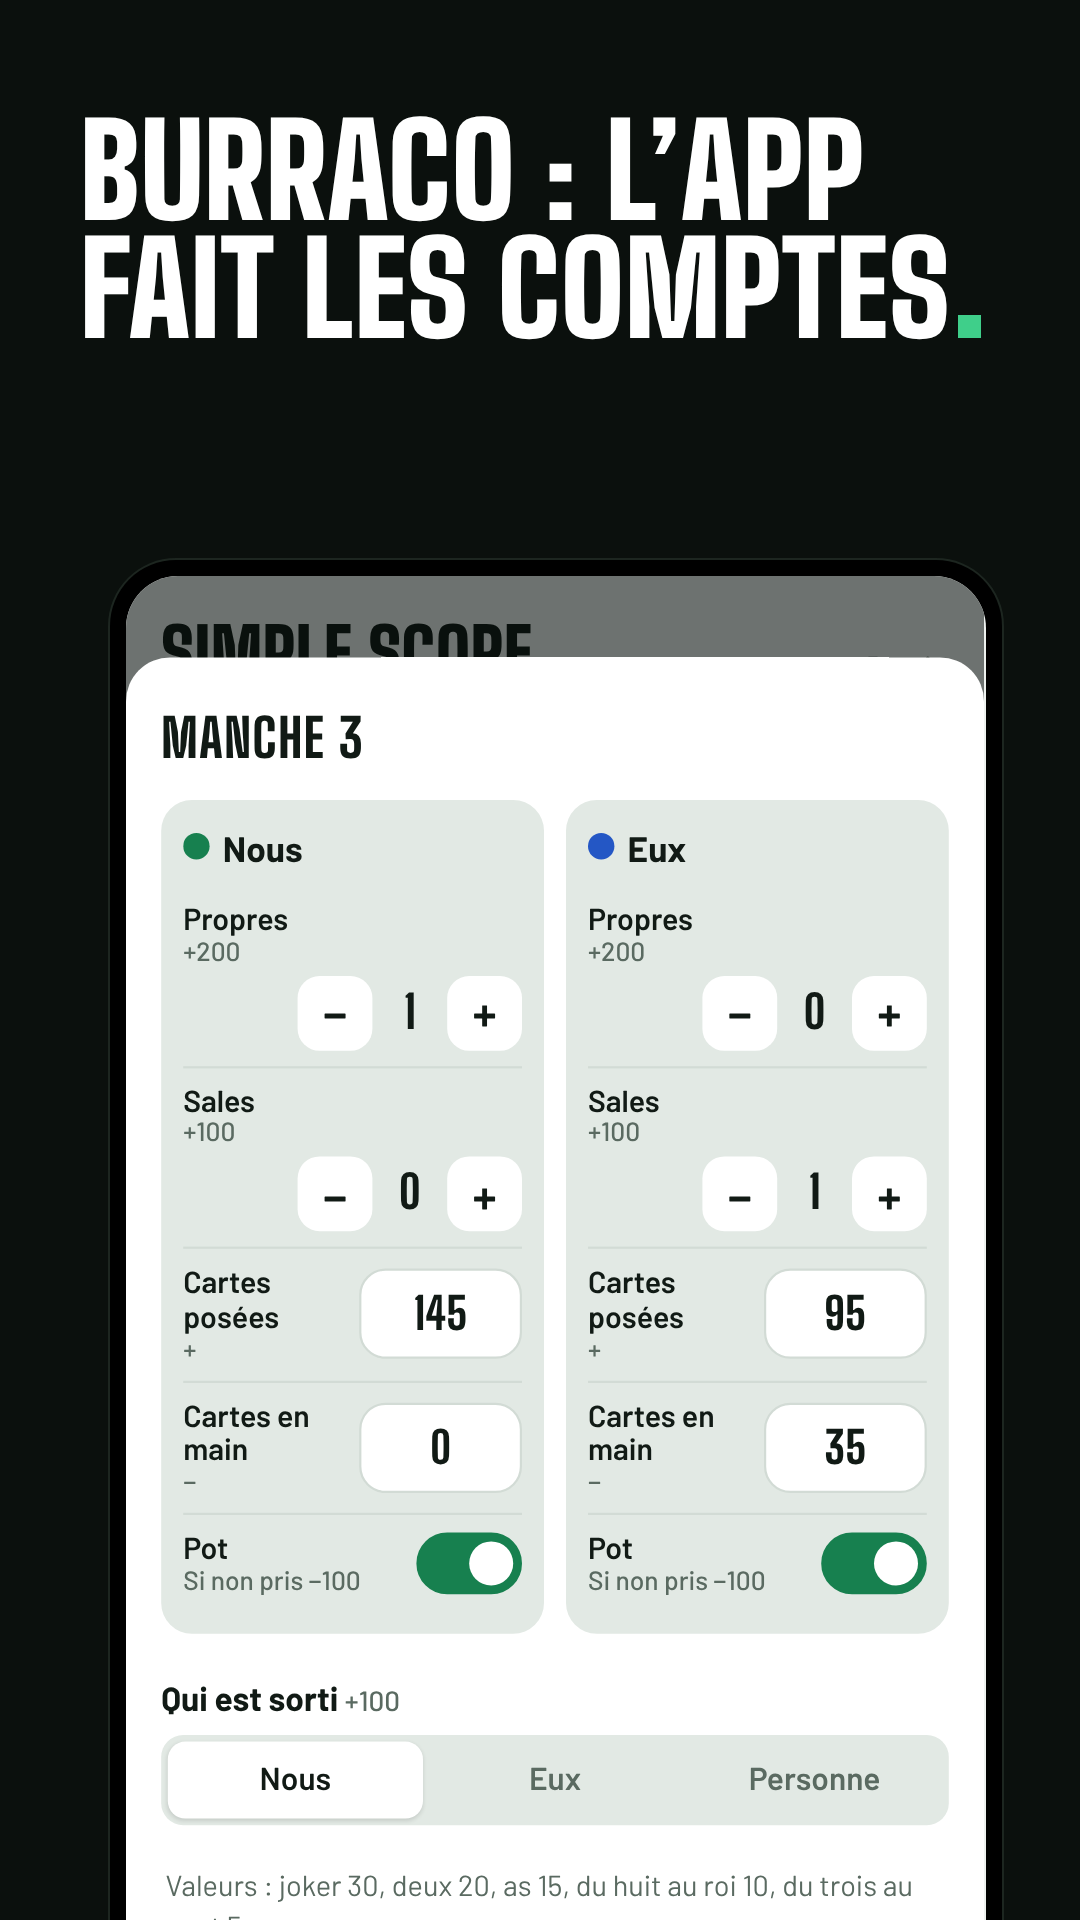 BURRACO : L’APP
FAIT LES COMPTES.
SIMPLE SCORE
MANCHE 3
Nous
Propres
+200
− 1 +
Sales
+100
− 0 +
Cartes
posées
+
145
Cartes en
main
−
0
Pot
Si non pris −100
Eux
Propres
+200
− 0 +
Sales
+100
− 1 +
Cartes
posées
+
95
Cartes en
main
−
35
Pot
Si non pris −100
Qui est sorti +100
Nous Eux Personne
Valeurs : joker 30, deux 20, as 15, du huit au roi 10, du trois au